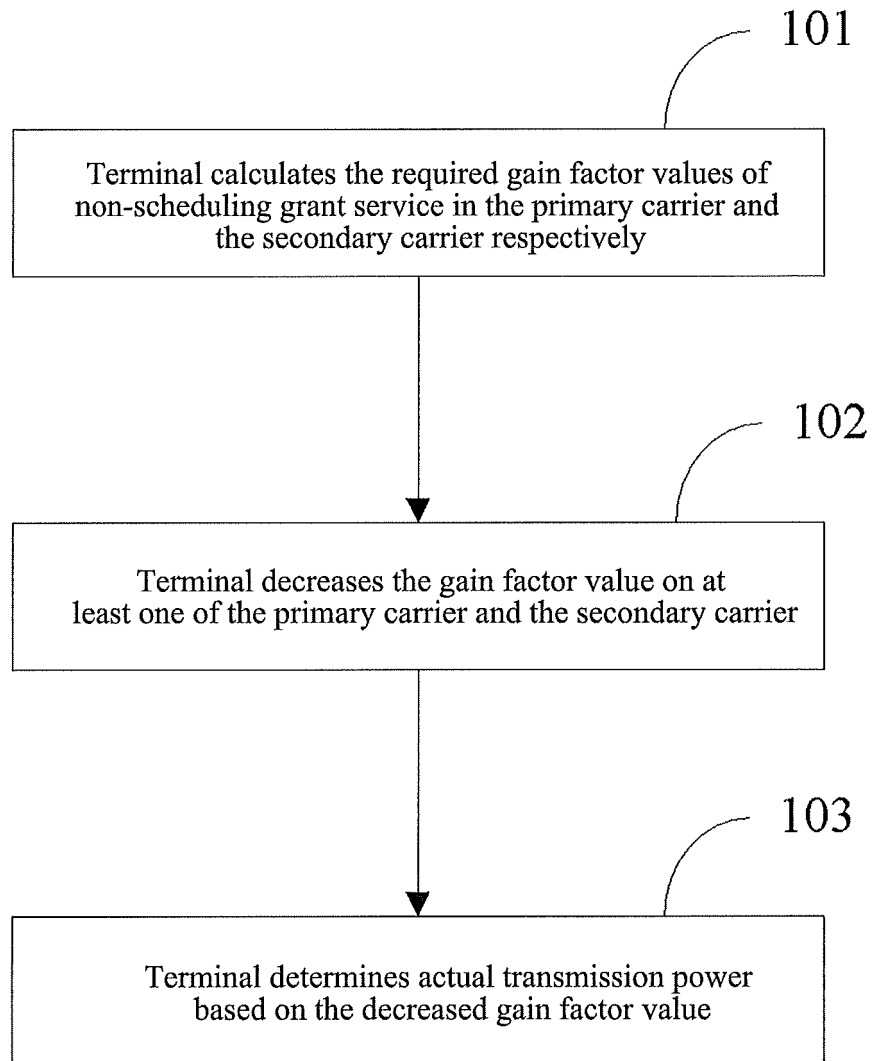 101
Terminal calculates the required gain factor values of
non-scheduling grant service in the primary carrier and
the secondary carrier respectively
102
Terminal decreases the gain factor value on at
least one of the primary carrier and the secondary carrier
103
Terminal determines actual transmission power
based on the decreased gain factor value